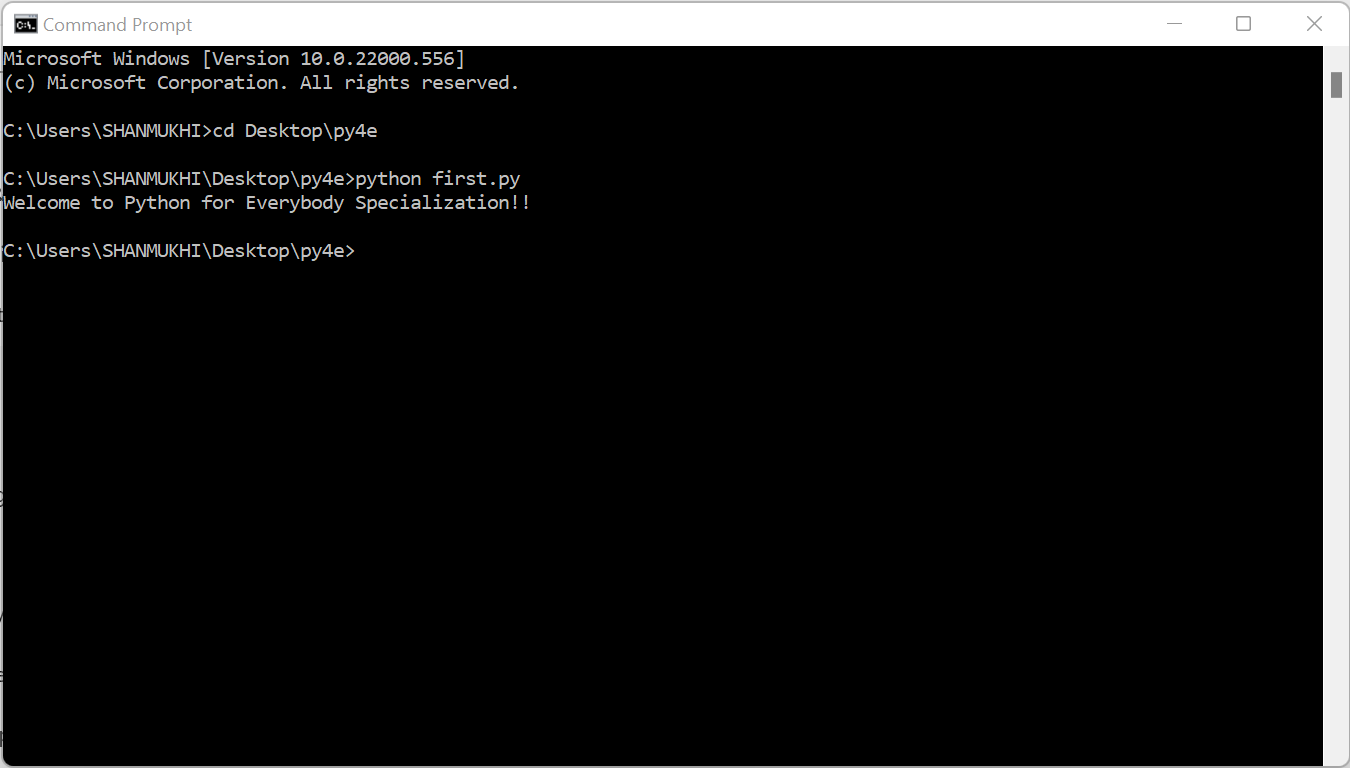 Command Prompt
Microsoft Windows [Version 10.0.22000.556]
(c) Microsoft Corporation. All rights reserved.
C:\Users\SHANMUKHI>cd Desktop\py4e
C:\Users\SHANMUKHI\Desktop\py4e>python first.py
Welcome to Python for Everybody Specialization!!
C:\Users\SHANMUKHI\Desktop\py4e>